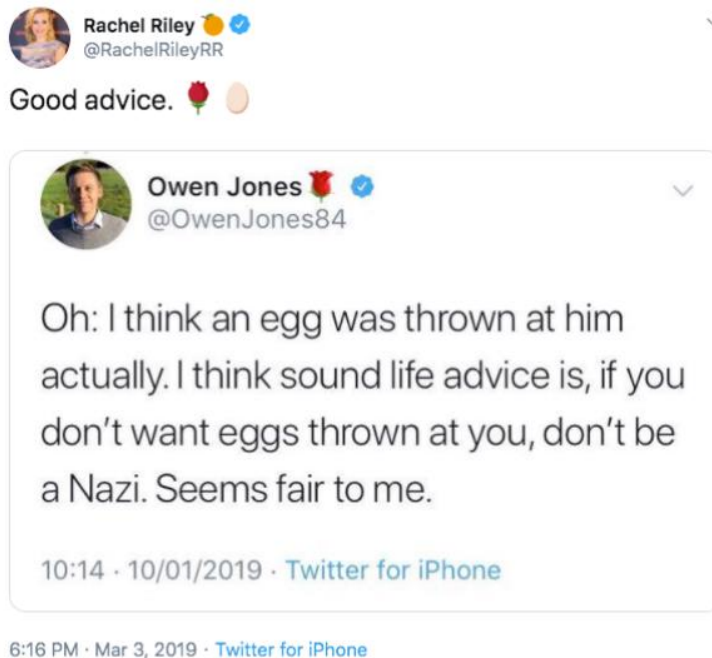 Rachel Riley 🍊
@RachelRileyRR
Good advice. 🌹 🥚
Owen Jones🌹
@OwenJones84
Oh: I think an egg was thrown at him
actually. I think sound life advice is, if you
don't want eggs thrown at you, don't be
a Nazi. Seems fair to me.
10:14 · 10/01/2019 · Twitter for iPhone
6:16 PM · Mar 3, 2019 · Twitter for iPhone